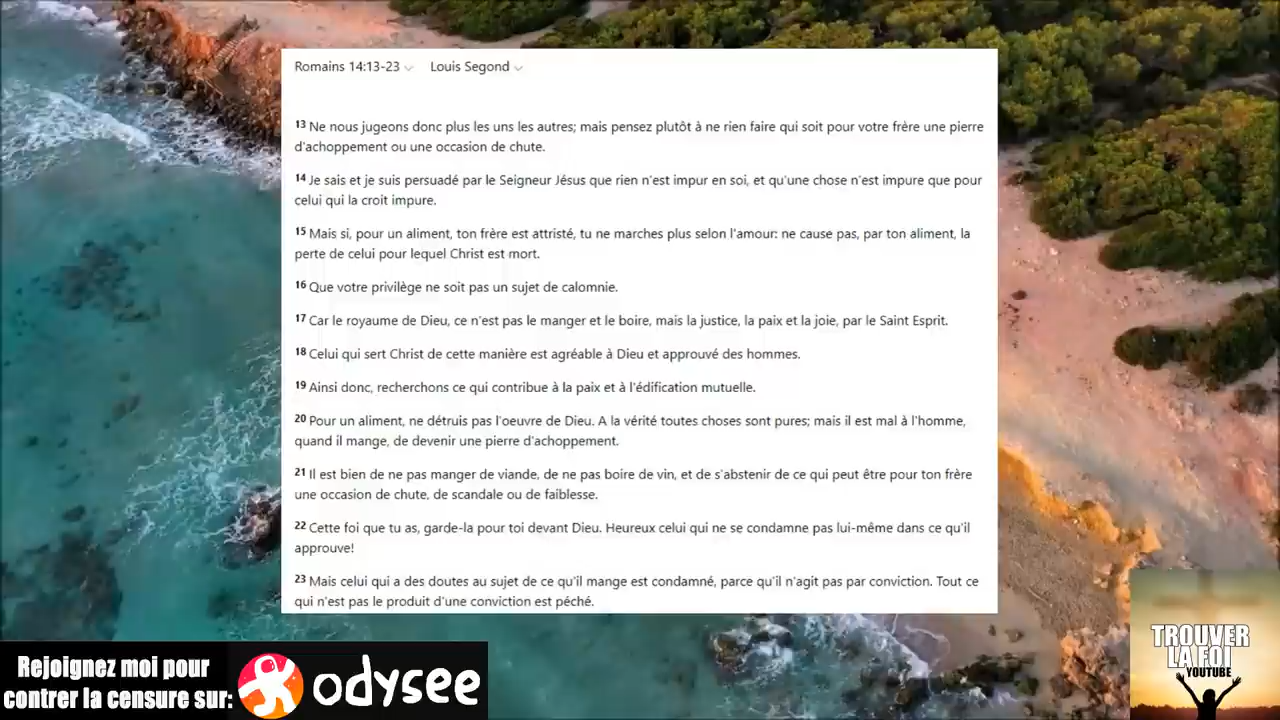 Romains 14:13-23 Louis Segond
13 Ne nous jugeons donc plus les uns les autres; mais pensez plutôt à ne rien faire qui soit pour votre frère une pierre
d'achoppement ou une occasion de chute.
14 Je sais et je suis persuadé par le Seigneur Jésus que rien n'est impur en soi, et qu'une chose n'est impure que pour
celui qui la croit impure.
15 Mais si, pour un aliment, ton frère est attristé, tu ne marches plus selon l'amour: ne cause pas, par ton aliment, la
perte de celui pour lequel Christ est mort.
16 Que votre privilège ne soit pas un sujet de calomnie.
17 Car le royaume de Dieu, ce n'est pas le manger et le boire, mais la justice, la paix et la joie, par le Saint Esprit.
18 Celui qui sert Christ de cette manière est agréable à Dieu et approuvé des hommes.
19 Ainsi donc, recherchons ce qui contribue à la paix et à l'édification mutuelle.
20 Pour un aliment, ne détruis pas l'oeuvre de Dieu. A la vérité toutes choses sont pures; mais il est mal à l'homme,
quand il mange, de devenir une pierre d'achoppement.
21 Il est bien de ne pas manger de viande, de ne pas boire de vin, et de s'abstenir de ce qui peut être pour ton frère
une occasion de chute, de scandale ou de faiblesse.
22 Cette foi que tu as, garde-la pour toi devant Dieu. Heureux celui qui ne se condamne pas lui-même dans ce qu'il
approuve!
23 Mais celui qui a des doutes au sujet de ce qu'il mange est condamné, parce qu'il n'agit pas par conviction. Tout ce
qui n'est pas le produit d'une conviction est péché.
Rejoignez moi pour
contrer la censure sur:
odysee
TROUVER
LA FOI
YOUTUBE